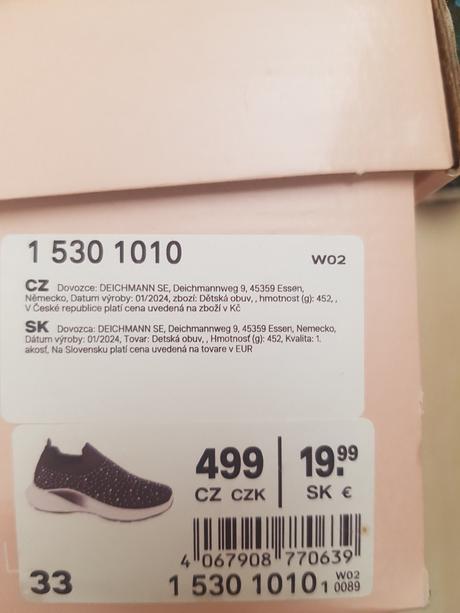 1 530 1010
W02
CZ Dovozce: DEICHMANN SE, Deichmannweg 9, 45359 Essen,
Německo, Datum výroby: 01/2024, zbozí: Dětská obuv, , hmotnost (g): 452, ,
V České republice platí cena uvedená na zboží v Kč
SK Dovozca: DEICHMANN SE, Deichmannweg 9, 45359 Essen, Nemecko,
Dátum výroby: 01/2024, Tovar: Detská obuv, , Hmotnosť (g): 452, Kvalita: 1.
akosť, Na Slovensku platí cena uvedená na tovare v EUR
499 19.99
CZ CZK SK €
4 067908 770639
33 1 530 1010 1 W02
0089